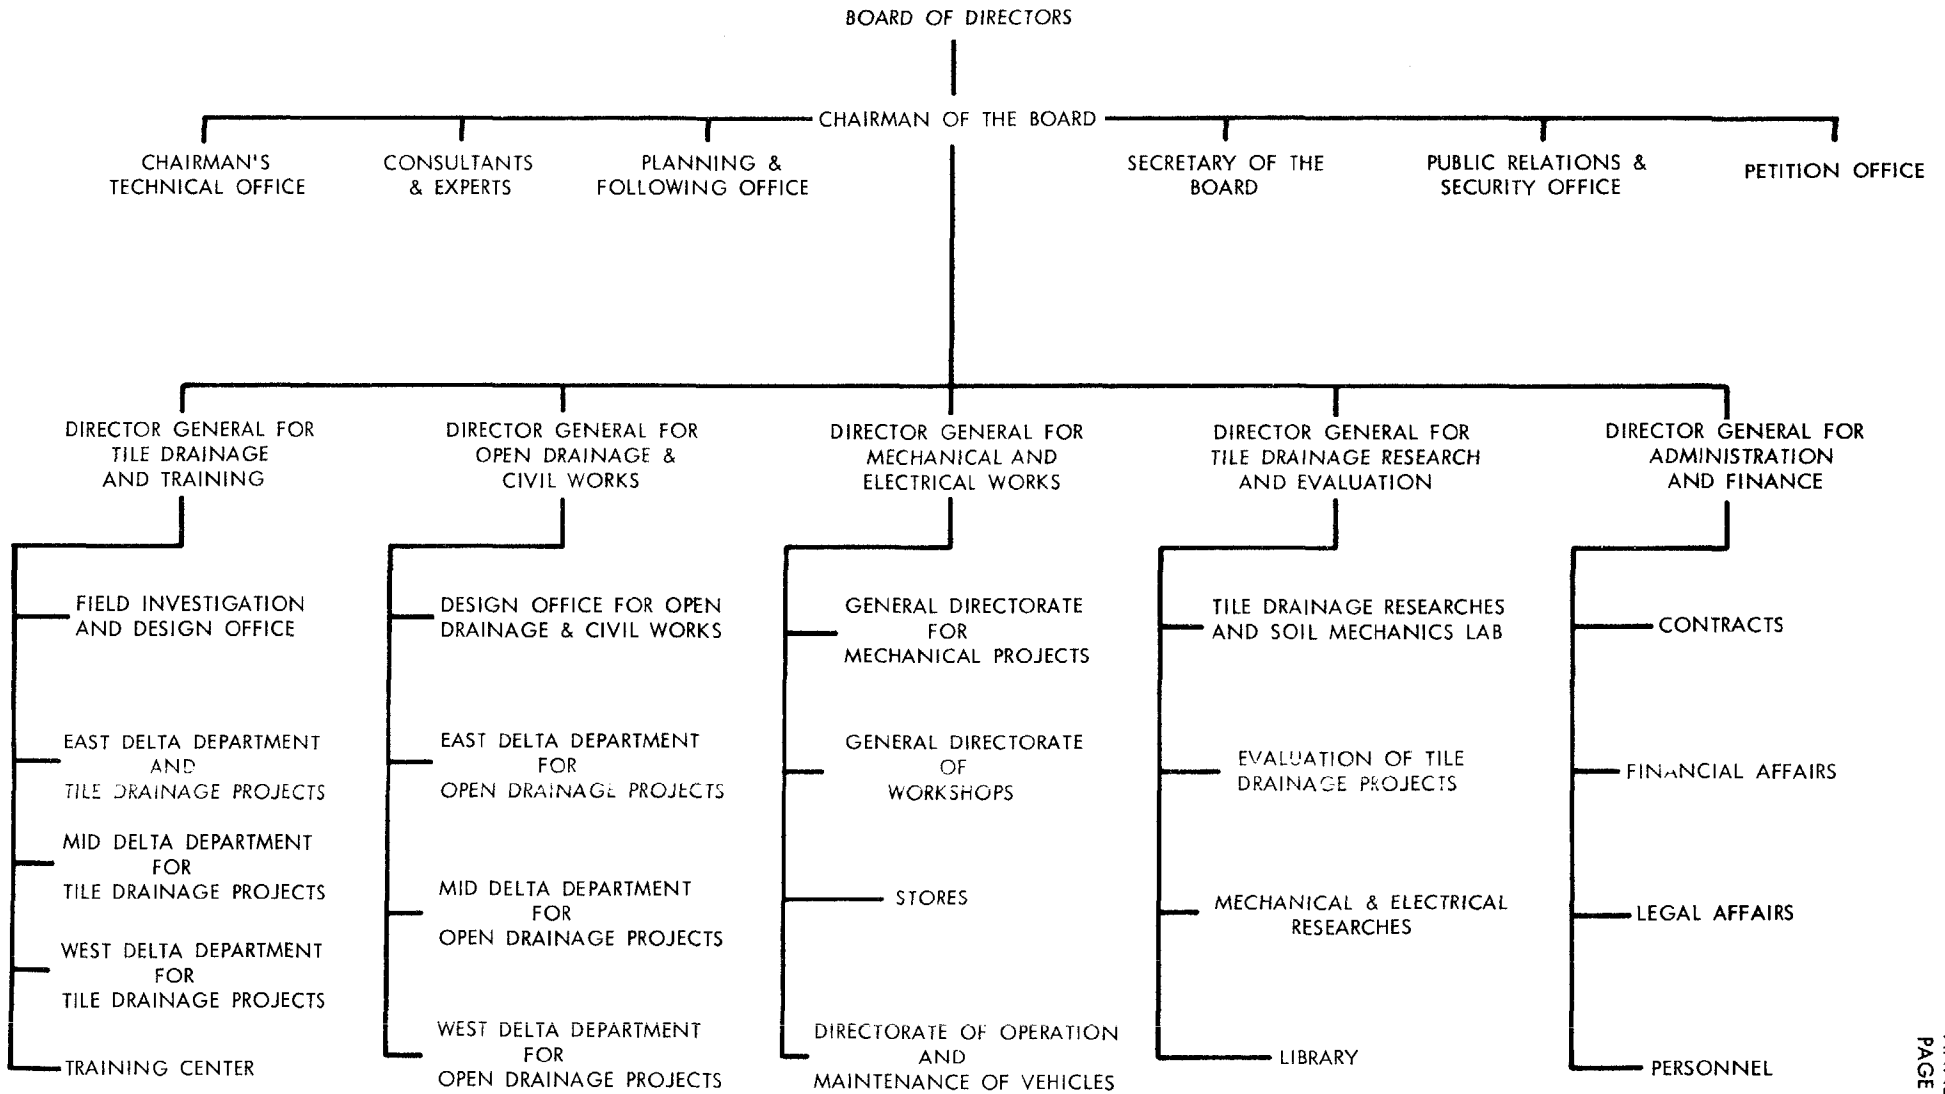 BOARD OF DIRECTORS
CHAIRMAN OF THE BOARD
CHAIRMAN'S
TECHNICAL OFFICE
CONSULTANTS
& EXPERTS
PLANNING &
FOLLOWING OFFICE
SECRETARY OF THE
BOARD
PUBLIC RELATIONS &
SECURITY OFFICE
PETITION OFFICE
DIRECTOR GENERAL FOR
TILE DRAINAGE
AND TRAINING
FIELD INVESTIGATION
AND DESIGN OFFICE
EAST DELTA DEPARTMENT
AND
TILE DRAINAGE PROJECTS
MID DELTA DEPARTMENT
FOR
TILE DRAINAGE PROJECTS
WEST DELTA DEPARTMENT
FOR
TILE DRAINAGE PROJECTS
TRAINING CENTER
DIRECTOR GENERAL FOR
OPEN DRAINAGE &
CIVIL WORKS
DESIGN OFFICE FOR OPEN
DRAINAGE & CIVIL WORKS
EAST DELTA DEPARTMENT
FOR
OPEN DRAINAGE PROJECTS
MID DELTA DEPARTMENT
FOR
OPEN DRAINAGE PROJECTS
WEST DELTA DEPARTMENT
FOR
OPEN DRAINAGE PROJECTS
DIRECTOR GENERAL FOR
MECHANICAL AND
ELECTRICAL WORKS
GENERAL DIRECTORATE
FOR
MECHANICAL PROJECTS
GENERAL DIRECTORATE
OF
WORKSHOPS
STORES
DIRECTORATE OF OPERATION
AND
MAINTENANCE OF VEHICLES
DIRECTOR GENERAL FOR
TILE DRAINAGE RESEARCH
AND EVALUATION
TILE DRAINAGE RESEARCHES
AND SOIL MECHANICS LAB
EVALUATION OF TILE
DRAINAGE PROJECTS
MECHANICAL & ELECTRICAL
RESEARCHES
LIBRARY
DIRECTOR GENERAL FOR
ADMINISTRATION
AND FINANCE
CONTRACTS
FINANCIAL AFFAIRS
LEGAL AFFAIRS
PERSONNEL
PAGE